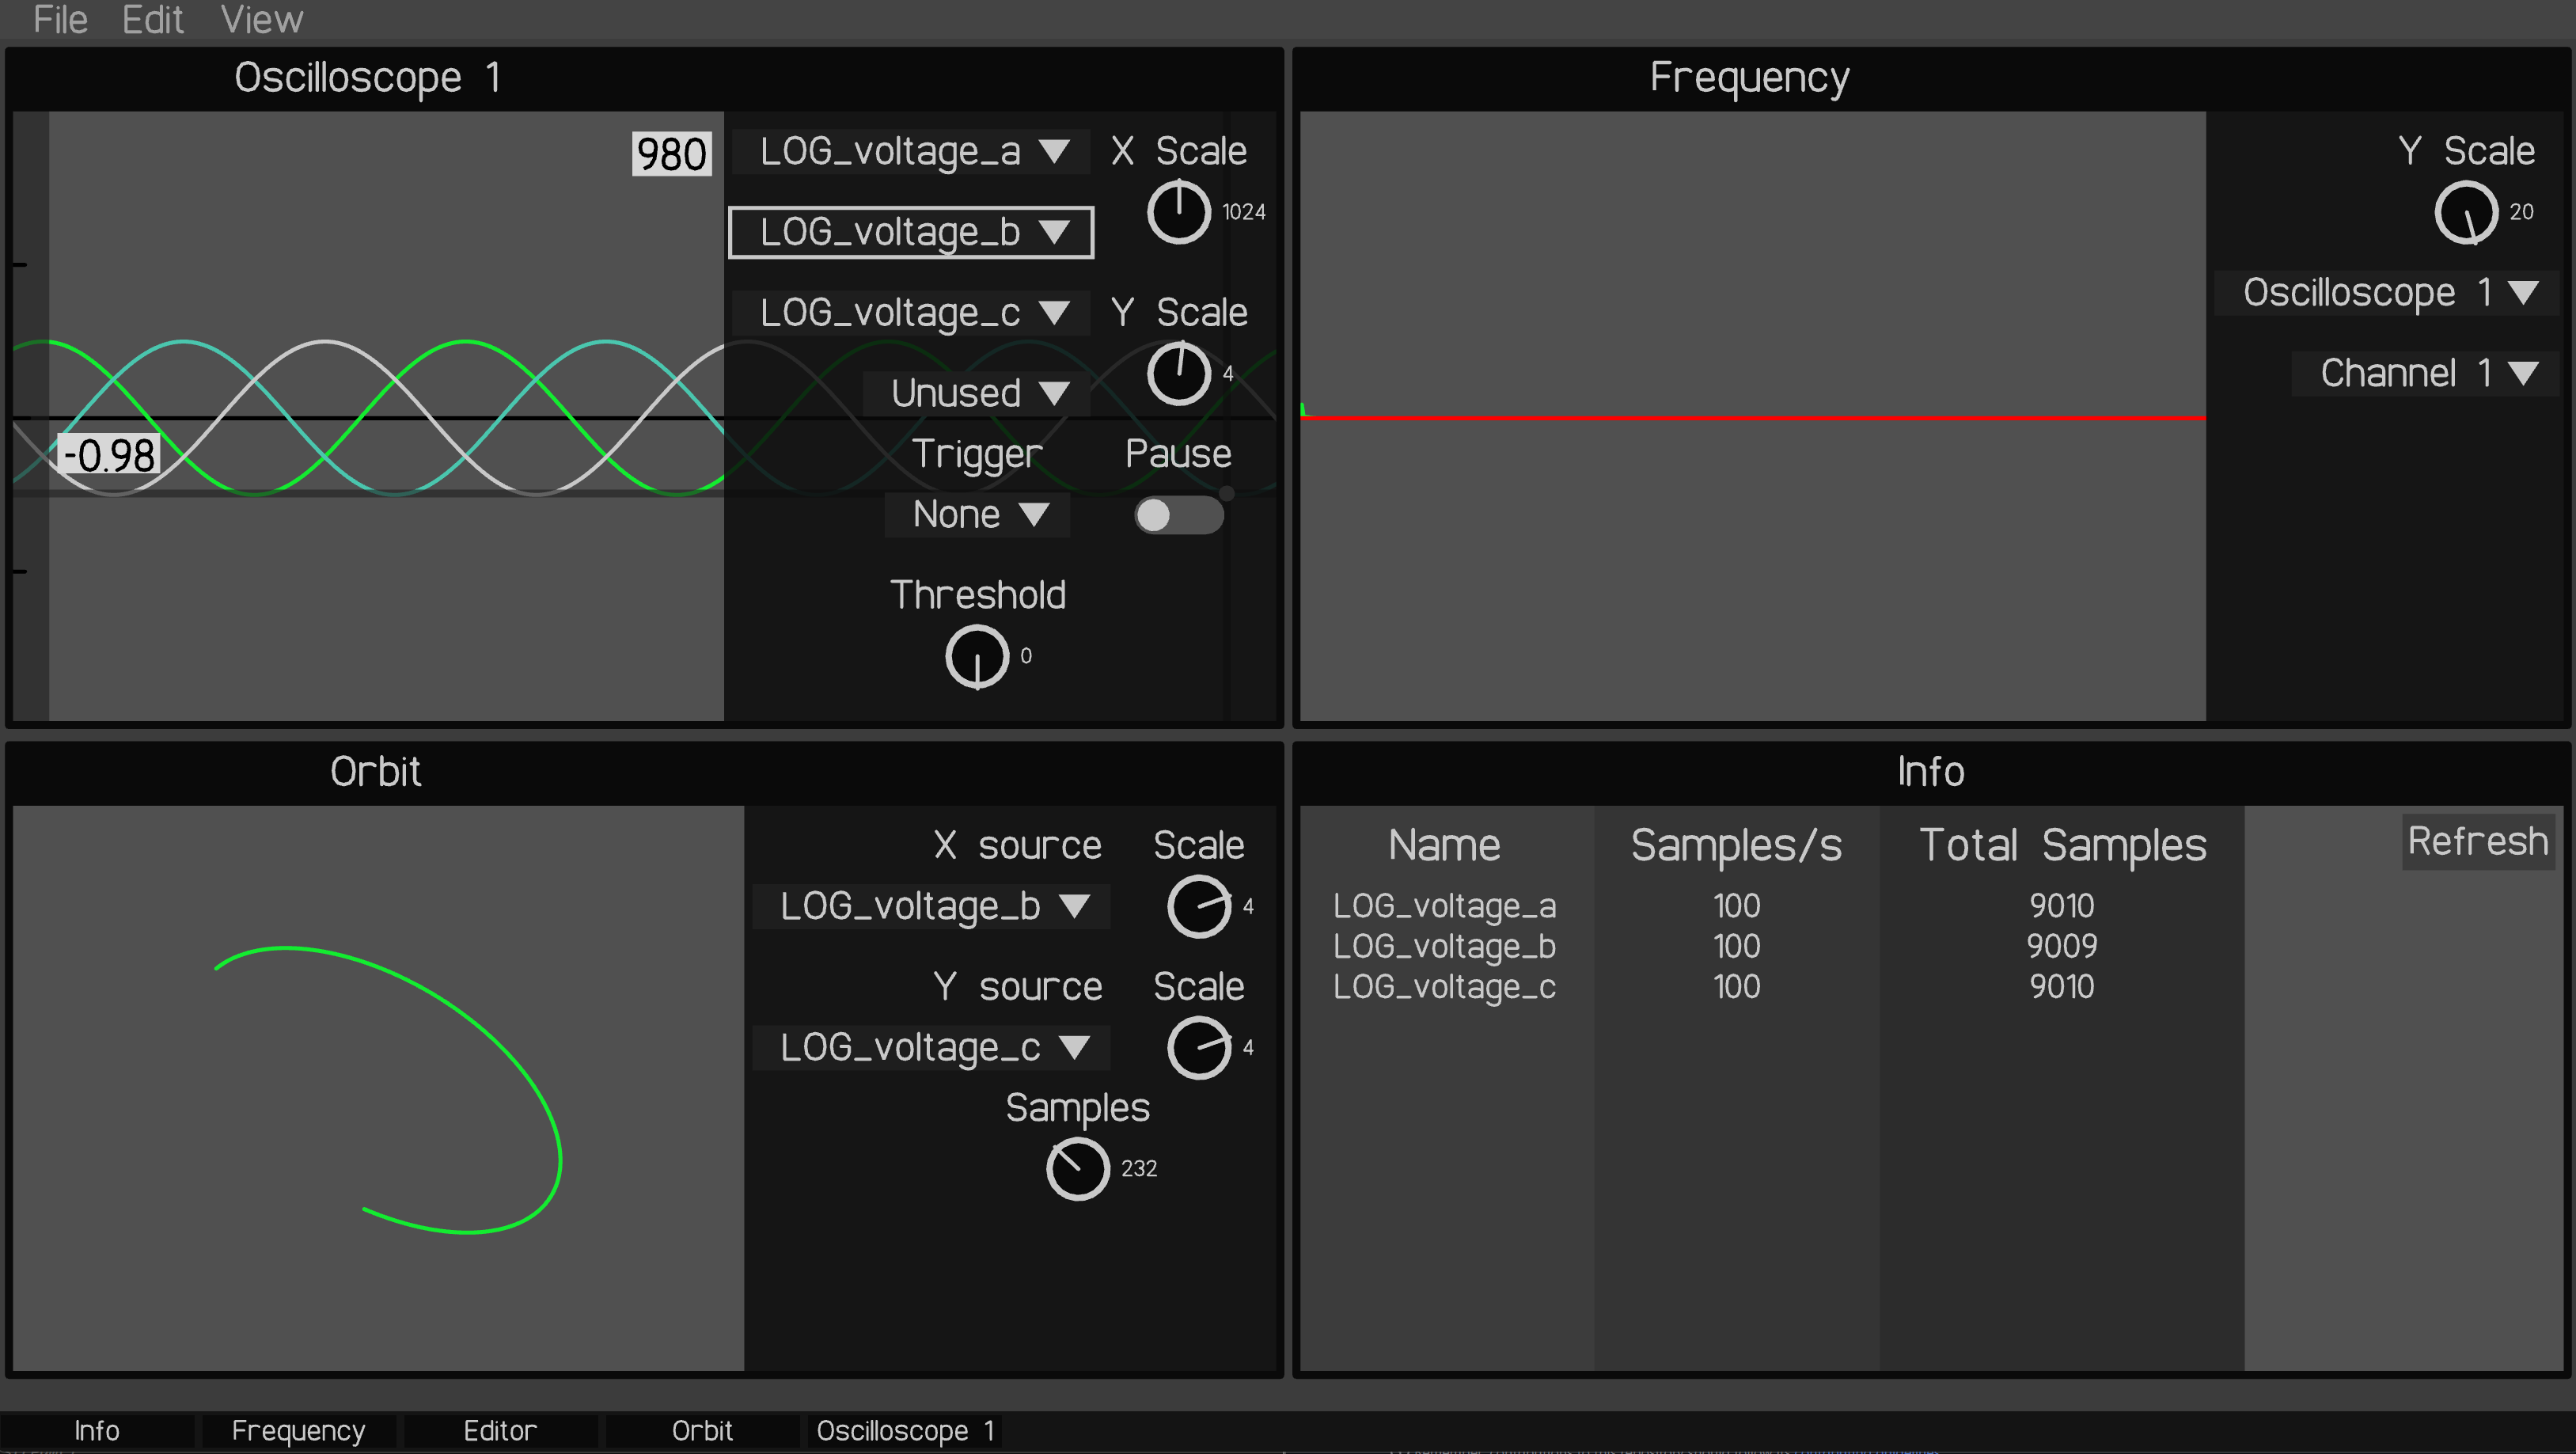 File Edit View
Oscilloscope 1
980
LOG_voltage_a
X Scale
1024
LOG_voltage_b
LOG_voltage_c
Y Scale
4
Unused
-0.98
Trigger
Pause
None
Threshold
0
Frequency
Y Scale
20
Oscilloscope 1
Channel 1
Orbit
X source Scale
LOG_voltage_b 4
Y source Scale
LOG_voltage_c 4
Samples
232
Info
Name Samples/s Total Samples Refresh
LOG_voltage_a 100 9010
LOG_voltage_b 100 9009
LOG_voltage_c 100 9010
Info Frequency Editor Orbit Oscilloscope 1